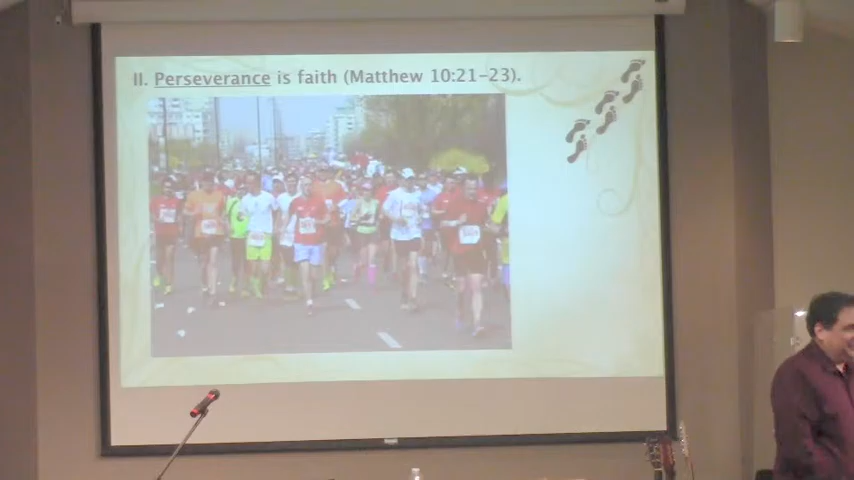 II. Perseverance is faith (Matthew 10:21–23).